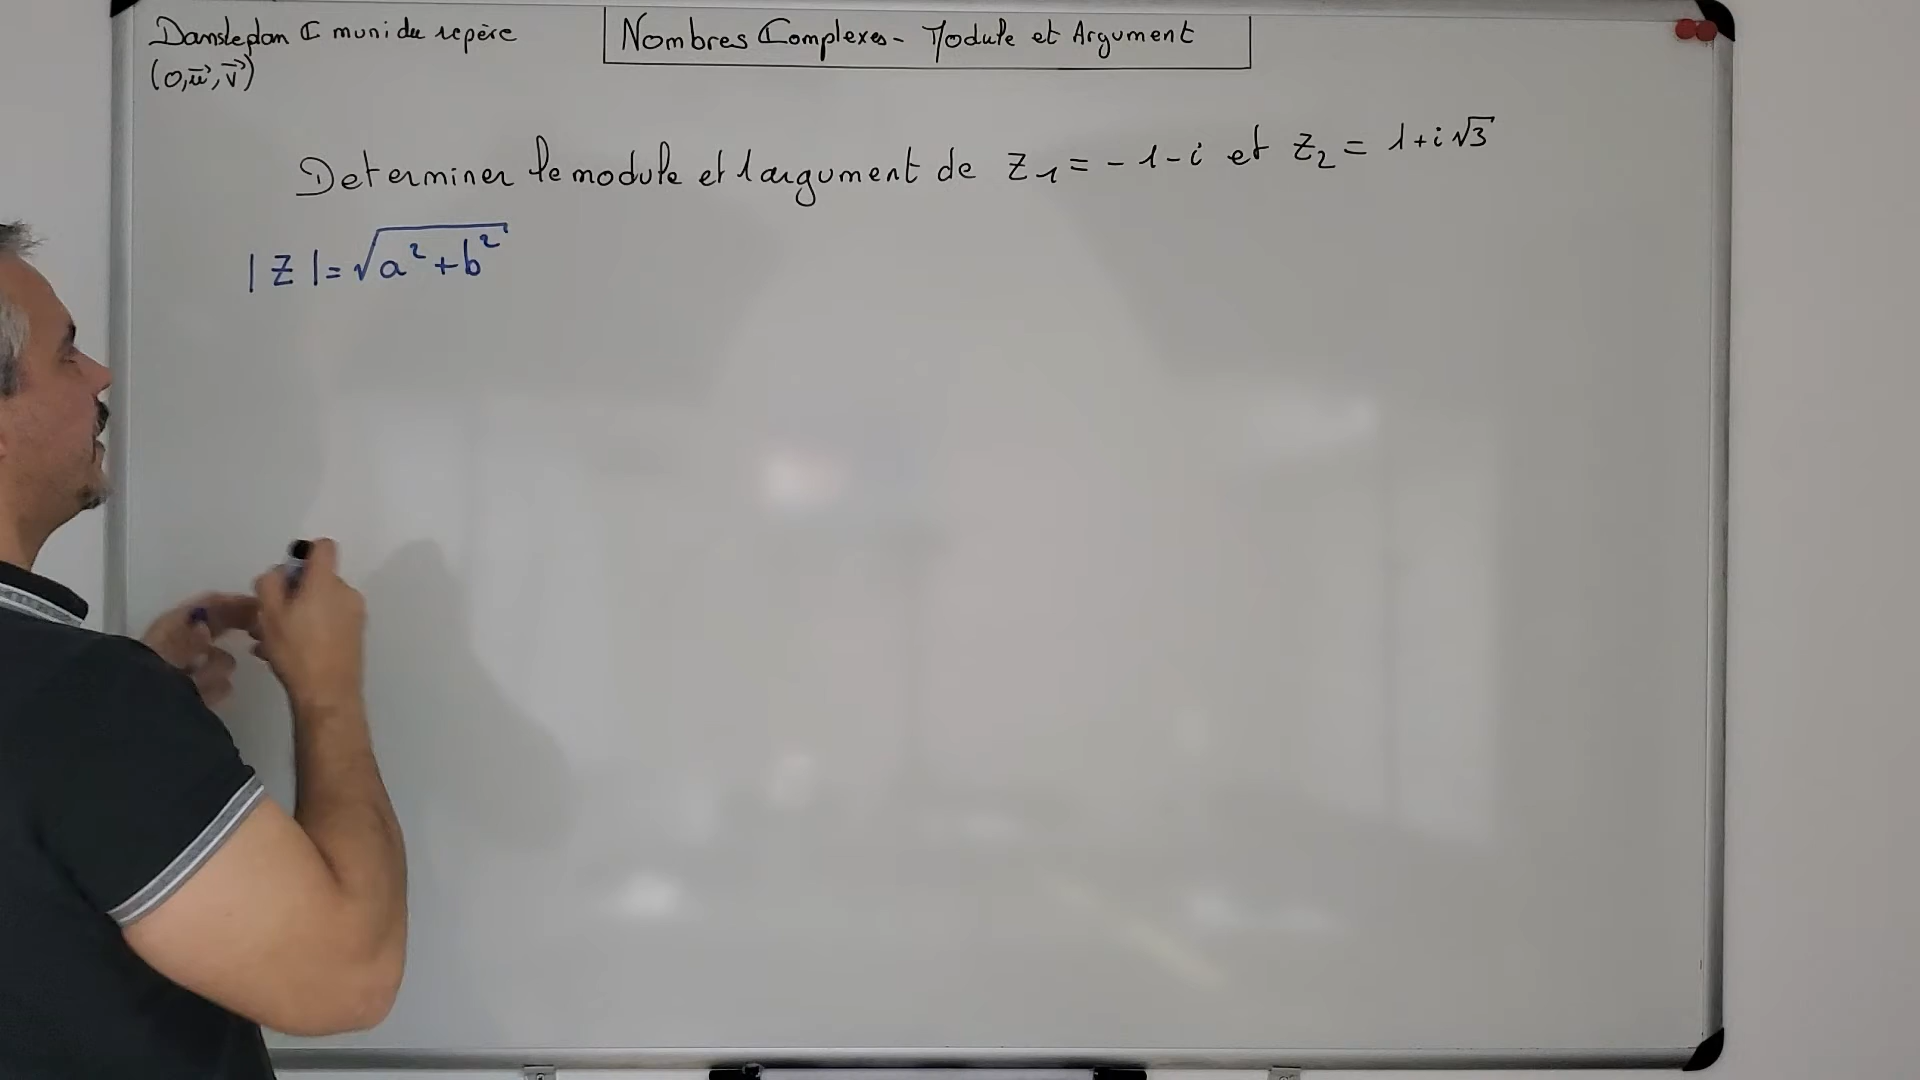 Dans le plan ℂ muni du repère
(O, u⃗, v⃗)
Nombres Complexes - Module et Argument
Determiner le module et l argument de z₁ = -1-i et z₂ = 1+i√3
|z| = √(a²+b²)